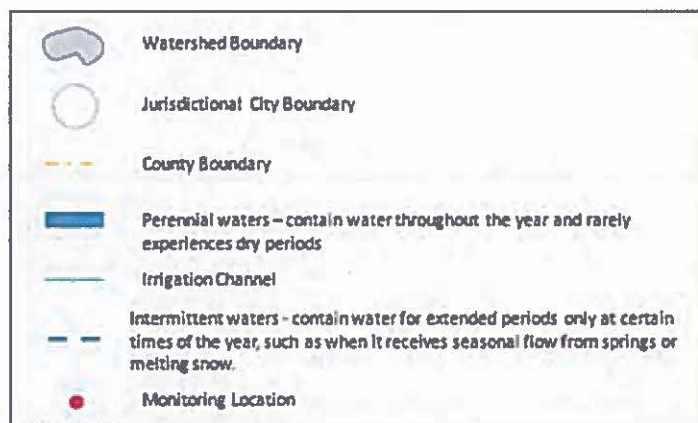 Watershed Boundary
Jurisdictional City Boundary
County Boundary
Perennial waters – contain water throughout the year and rarely
experiences dry periods
Irrigation Channel
Intermittent waters - contain water for extended periods only at certain
times of the year, such as when it receives seasonal flow from springs or
melting snow.
Monitoring Location